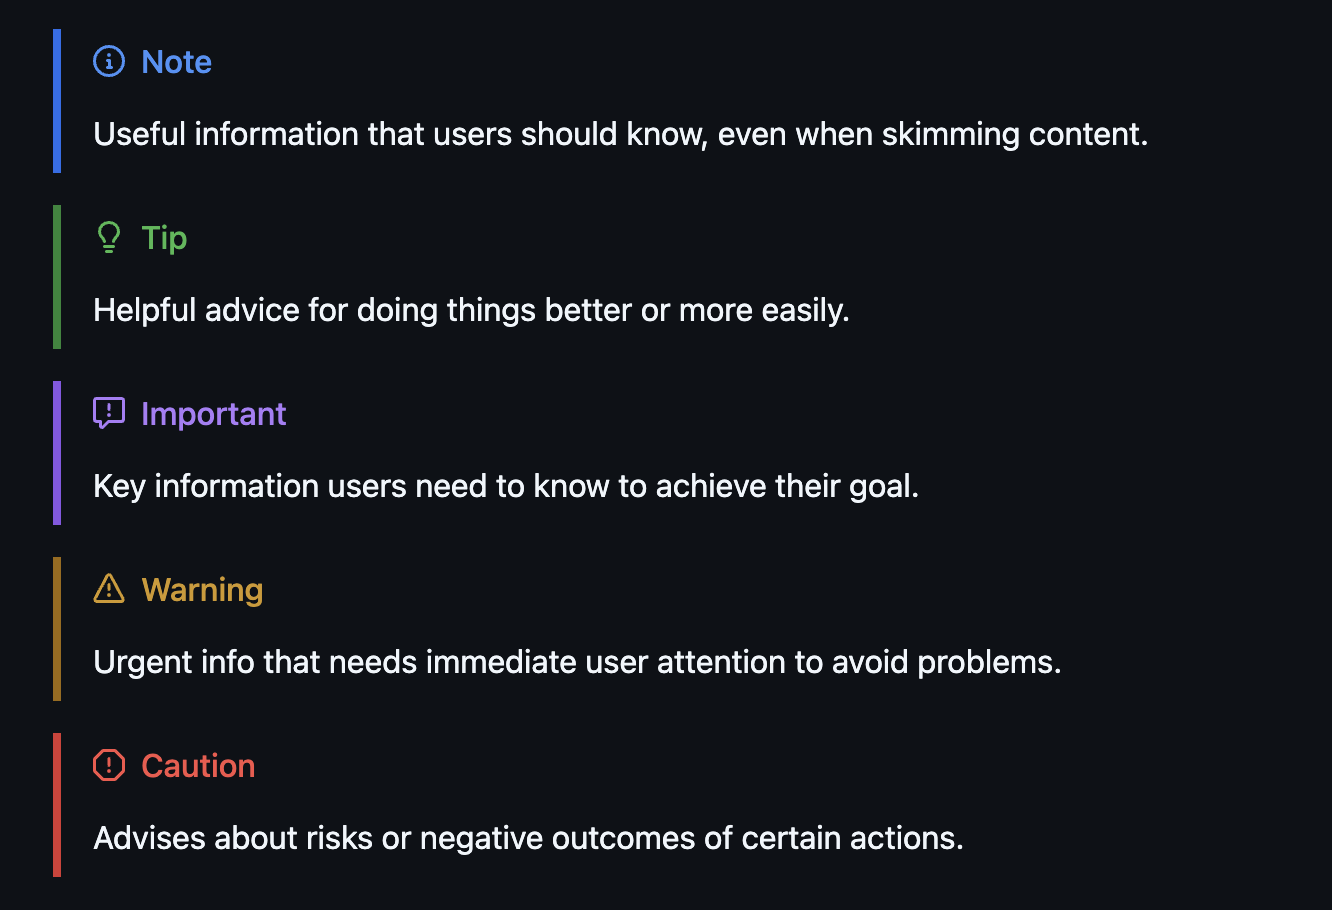 Note
Useful information that users should know, even when skimming content.
Tip
Helpful advice for doing things better or more easily.
Important
Key information users need to know to achieve their goal.
Warning
Urgent info that needs immediate user attention to avoid problems.
Caution
Advises about risks or negative outcomes of certain actions.